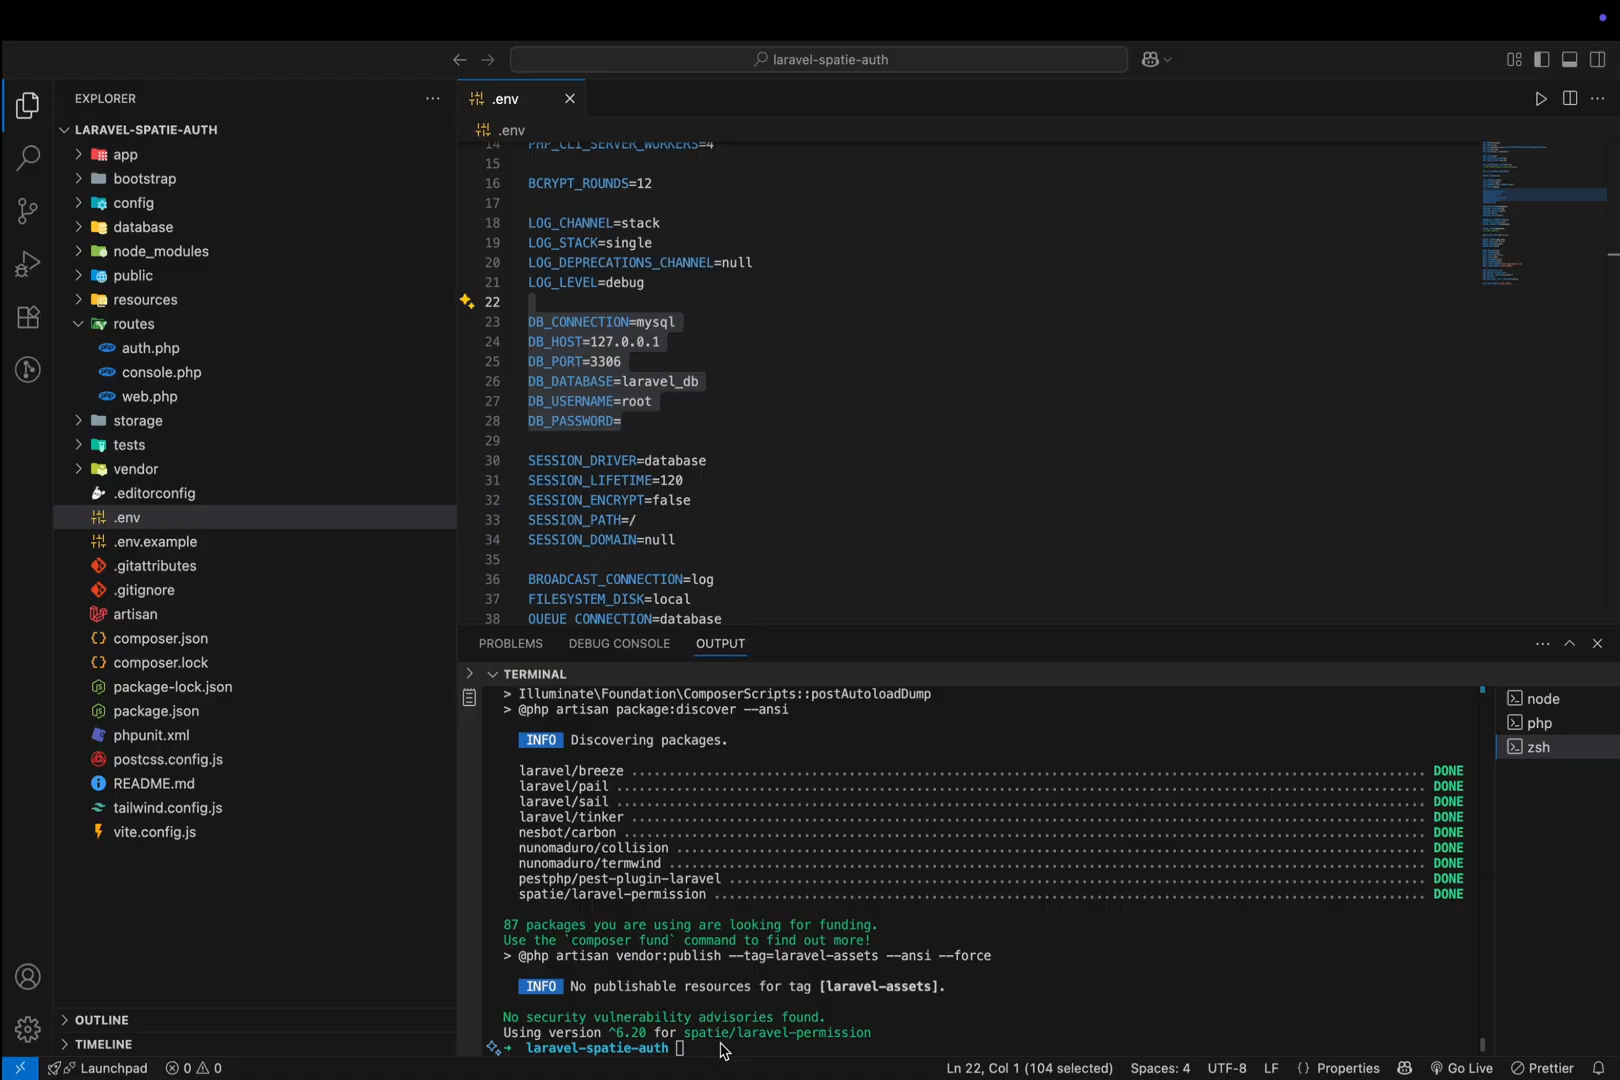 laravel-spatie-auth
EXPLORER
LARAVEL-SPATIE-AUTH
app
bootstrap
config
database
node_modules
public
resources
routes
auth.php
console.php
web.php
storage
tests
vendor
.editorconfig
.env
.env.example
.gitattributes
.gitignore
artisan
composer.json
composer.lock
package-lock.json
package.json
phpunit.xml
postcss.config.js
README.md
tailwind.config.js
vite.config.js
OUTLINE
TIMELINE
.env
.env
14 PHP_CLI_SERVER_WORKERS=4
15
16 BCRYPT_ROUNDS=12
17
18 LOG_CHANNEL=stack
19 LOG_STACK=single
20 LOG_DEPRECATIONS_CHANNEL=null
21 LOG_LEVEL=debug
22
23 DB_CONNECTION=mysql
24 DB_HOST=127.0.0.1
25 DB_PORT=3306
26 DB_DATABASE=laravel_db
27 DB_USERNAME=root
28 DB_PASSWORD=
29
30 SESSION_DRIVER=database
31 SESSION_LIFETIME=120
32 SESSION_ENCRYPT=false
33 SESSION_PATH=/
34 SESSION_DOMAIN=null
35
36 BROADCAST_CONNECTION=log
37 FILESYSTEM_DISK=local
38 QUEUE_CONNECTION=database
PROBLEMS DEBUG CONSOLE OUTPUT
TERMINAL
> Illuminate\Foundation\ComposerScripts::postAutoloadDump
> @php artisan package:discover --ansi
INFO Discovering packages.
laravel/breeze ........ DONE
laravel/pail ........ DONE
laravel/sail ........ DONE
laravel/tinker ........ DONE
nesbot/carbon ........ DONE
nunomaduro/collision ........ DONE
nunomaduro/termwind ........ DONE
pestphp/pest-plugin-laravel ........ DONE
spatie/laravel-permission ........ DONE
87 packages you are using are looking for funding.
Use the `composer fund` command to find out more!
> @php artisan vendor:publish --tag=laravel-assets --ansi --force
INFO No publishable resources for tag [laravel-assets].
No security vulnerability advisories found.
Using version ^6.20 for spatie/laravel-permission
➜ laravel-spatie-auth
node
php
zsh
Launchpad 0 0 Ln 22, Col 1 (104 selected) Spaces: 4 UTF-8 LF {} Properties Go Live Prettier